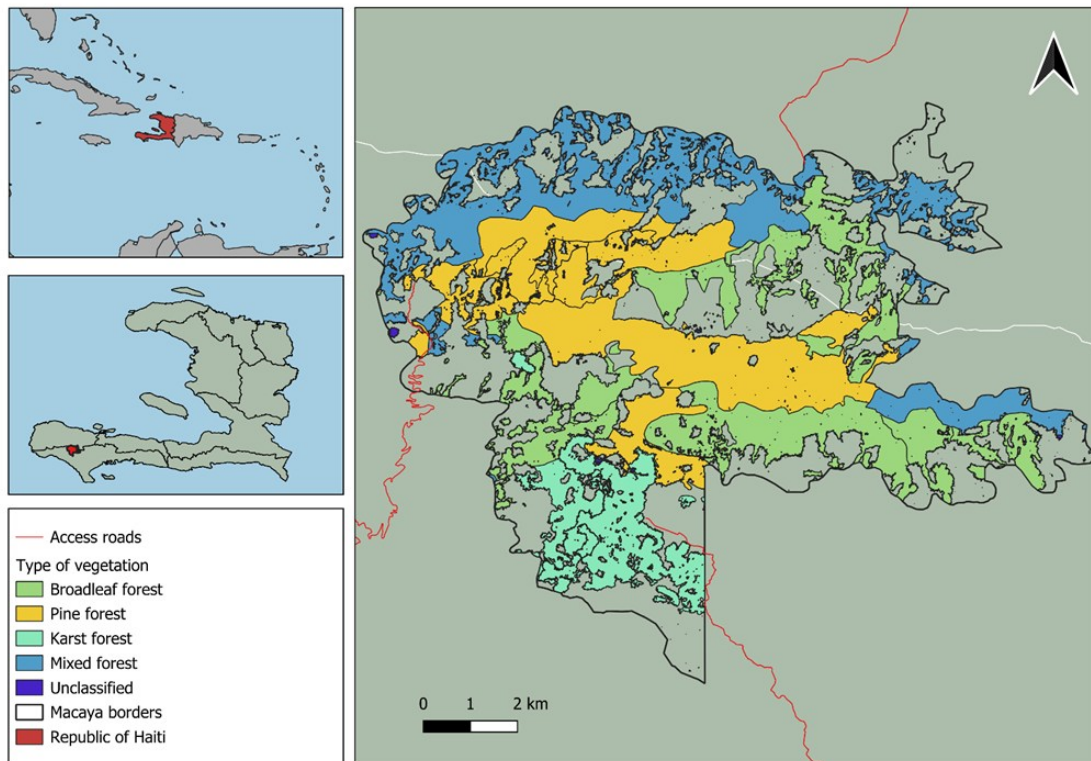 Access roads
Type of vegetation
Broadleaf forest
Pine forest
Karst forest
Mixed forest
Unclassified
Macaya borders
Republic of Haiti
0 1 2 km